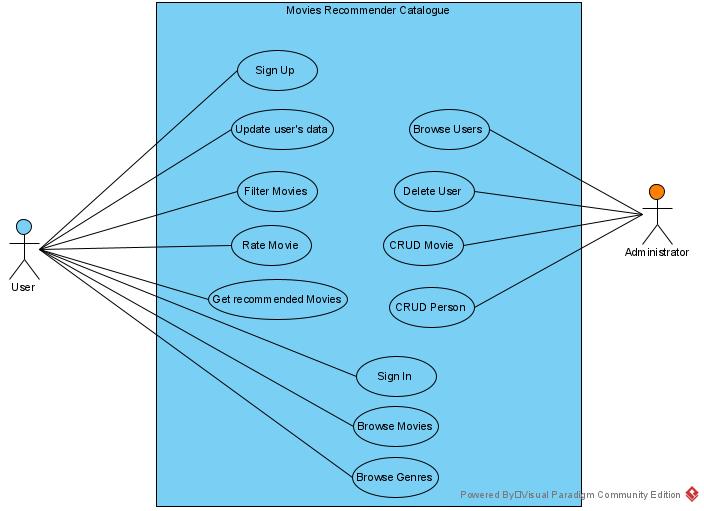 Movies Recommender Catalogue
Sign Up
Update user's data
Browse Users
Filter Movies
Delete User
Rate Movie
CRUD Movie
User
Administrator
Get recommended Movies
CRUD Person
Sign In
Browse Movies
Browse Genres
Powered By Visual Paradigm Community Edition